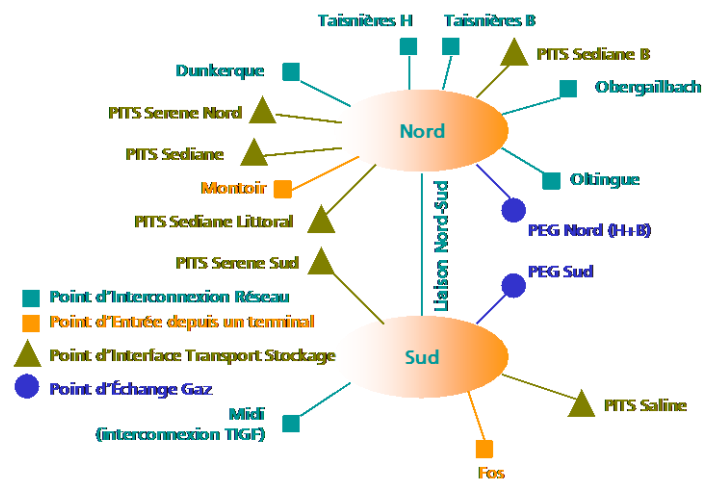 Taisnières H
Taisnières B
PITS Sediane B
Dunkerque
Obergailbach
PITS Serene Nord
Nord
PITS Sediane
Oltingue
Montoir
PITS Sediane Littoral
PEG Nord (H+B)
Liaison Nord-Sud
PITS Serene Sud
PEG Sud
Point d'Interconnexion Réseau
Point d'Entrée depuis un terminal
Point d'Interface Transport Stockage
Point d'Échange Gaz
Sud
PITS Saline
Midi
(interconnexion TIGF)
Fos